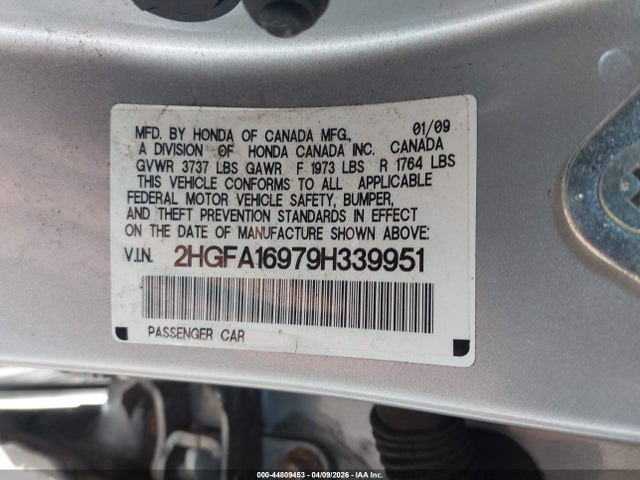 MFD. BY HONDA OF CANADA MFG., 01/09
A DIVISION OF HONDA CANADA INC. CANADA
GVWR 3737 LBS GAWR F 1973 LBS R 1764 LBS
THIS VEHICLE CONFORMS TO ALL APPLICABLE
FEDERAL MOTOR VEHICLE SAFETY, BUMPER,
AND THEFT PREVENTION STANDARDS IN EFFECT
ON THE DATE OF MANUFACTURE SHOWN ABOVE:
V.I.N. 2HGFA16979H339951
PASSENGER CAR
000-44809453 - 04/09/2026 - IAA Inc.